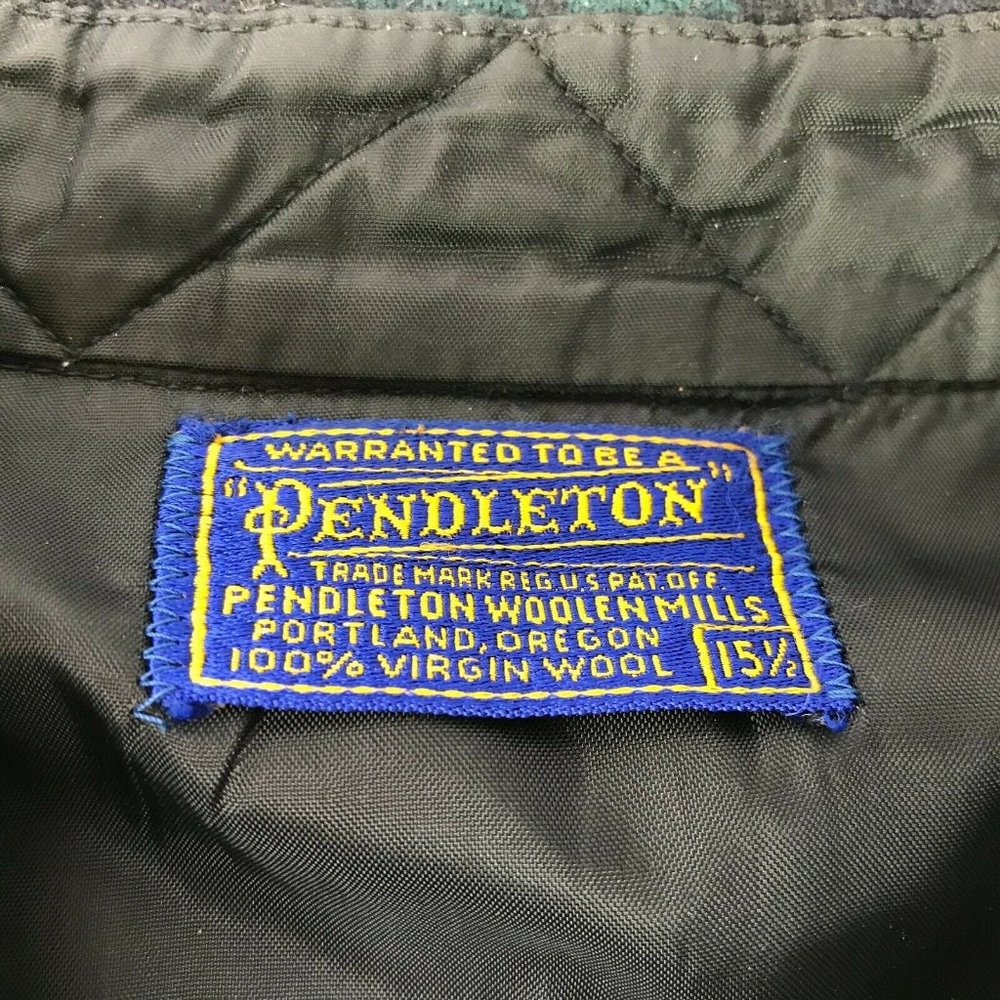 WARRANTED TO BE A
"PENDLETON"
TRADE MARK REG U.S. PAT. OFF.
PENDLETON WOOLEN MILLS
PORTLAND, OREGON
100% VIRGIN WOOL
15½